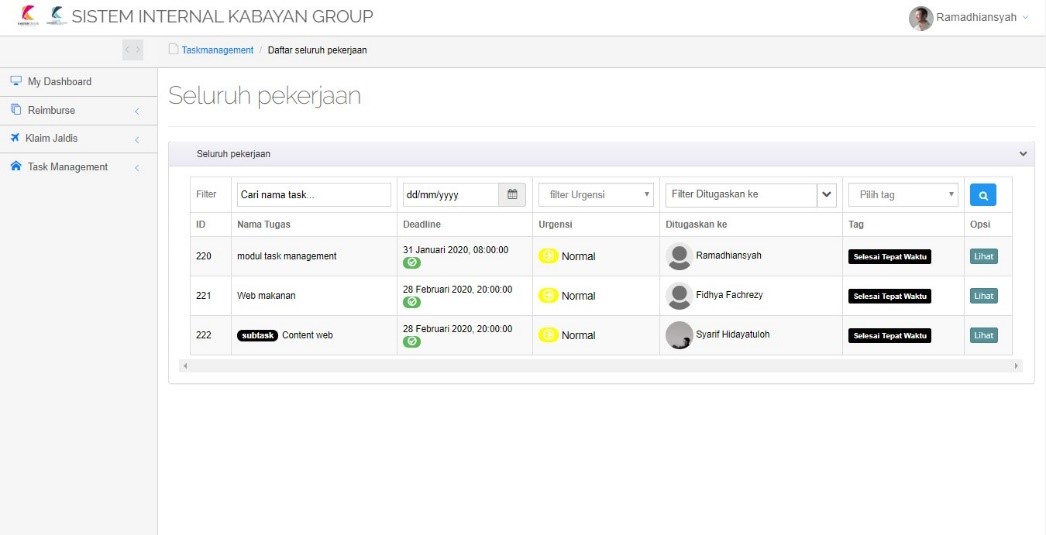 SISTEM INTERNAL KABAYAN GROUP
Ramadhiansyah
Taskmanagement / Daftar seluruh pekerjaan
My Dashboard
Reimburse
Klaim Jaldis
Task Management
Seluruh pekerjaan
Seluruh pekerjaan
Filter Cari nama task... dd/mm/yyyy filter Urgensi Filter Ditugaskan ke Pilih tag
ID Nama Tugas Deadline Urgensi Ditugaskan ke Tag Opsi
220 modul task management 31 Januari 2020, 08:00:00 Normal Ramadhiansyah Selesai Tepat Waktu Lihat
221 Web makanan 28 Februari 2020, 20:00:00 Normal Fidhya Fachrezy Selesai Tepat Waktu Lihat
222 subtask Content web 28 Februari 2020, 20:00:00 Normal Syarif Hidayatuloh Selesai Tepat Waktu Lihat